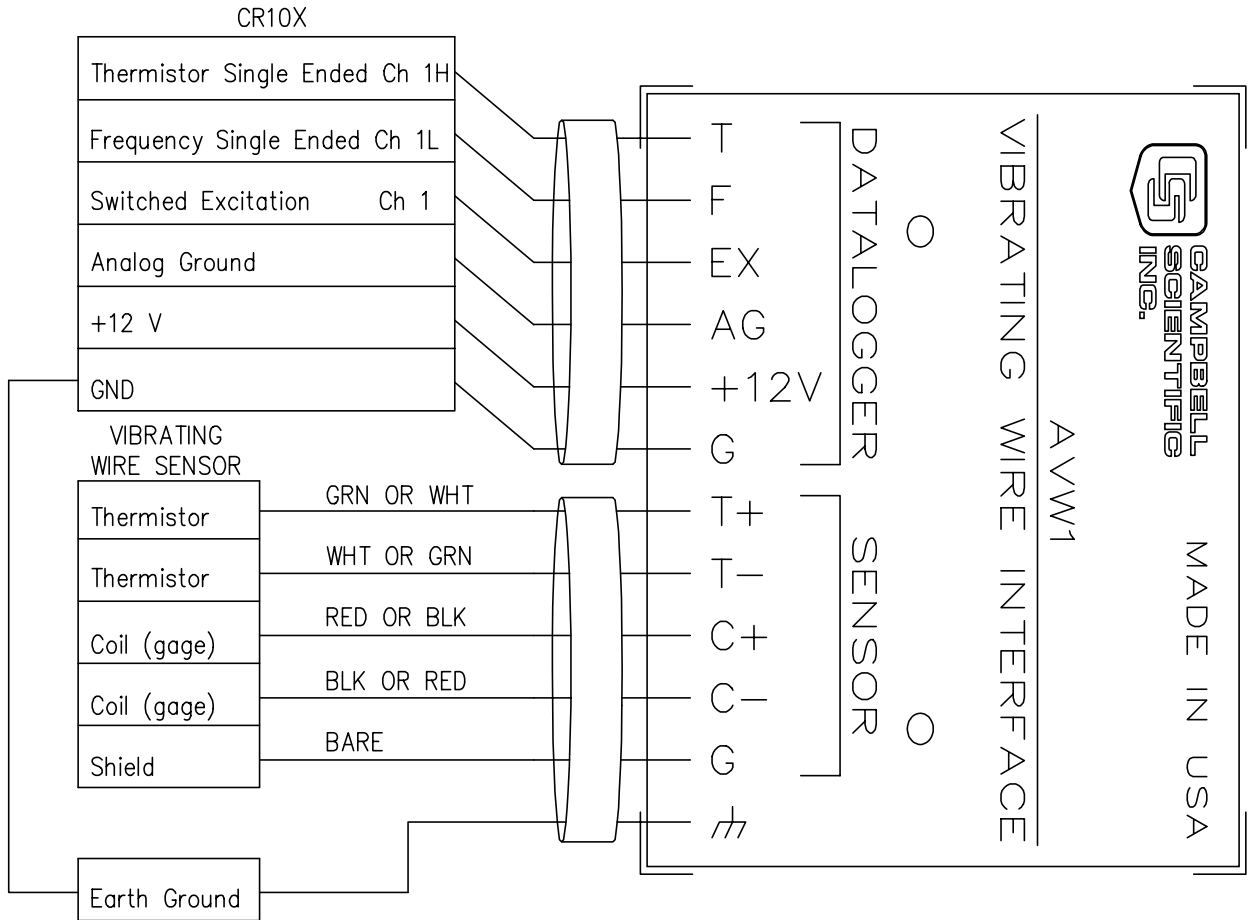 CR10X
Thermistor Single Ended Ch 1H
Frequency Single Ended Ch 1L
Switched Excitation Ch 1
Analog Ground
+12 V
GND
VIBRATING
WIRE SENSOR
Thermistor
Thermistor
Coil (gage)
Coil (gage)
Shield
Earth Ground
GRN OR WHT
WHT OR GRN
RED OR BLK
BLK OR RED
BARE
T
F
EX
AG
+12V
G
T+
T-
C+
C-
G
DATALOGGER
SENSOR
VIBRATING WIRE INTERFACE
AVW1
CAMPBELL
SCIENTIFIC
INC.
MADE IN USA